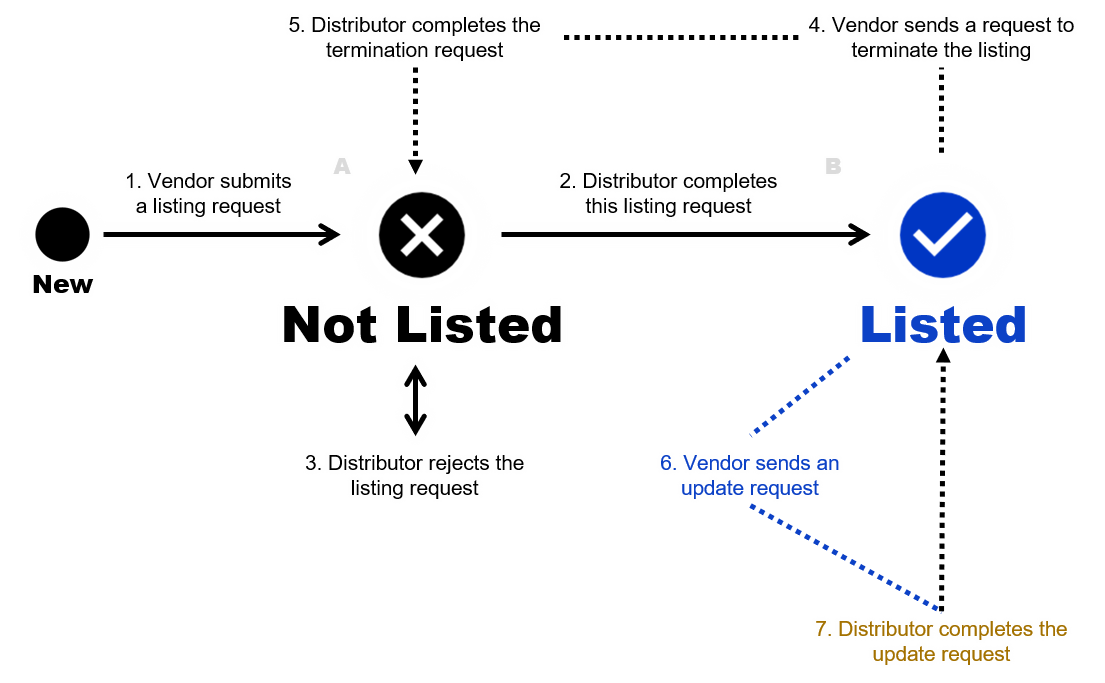 5. Distributor completes the
termination request
4. Vendor sends a request to
terminate the listing
A
B
1. Vendor submits
a listing request
2. Distributor completes
this listing request
New
Not Listed
Listed
3. Distributor rejects the
listing request
6. Vendor sends an
update request
7. Distributor completes the
update request